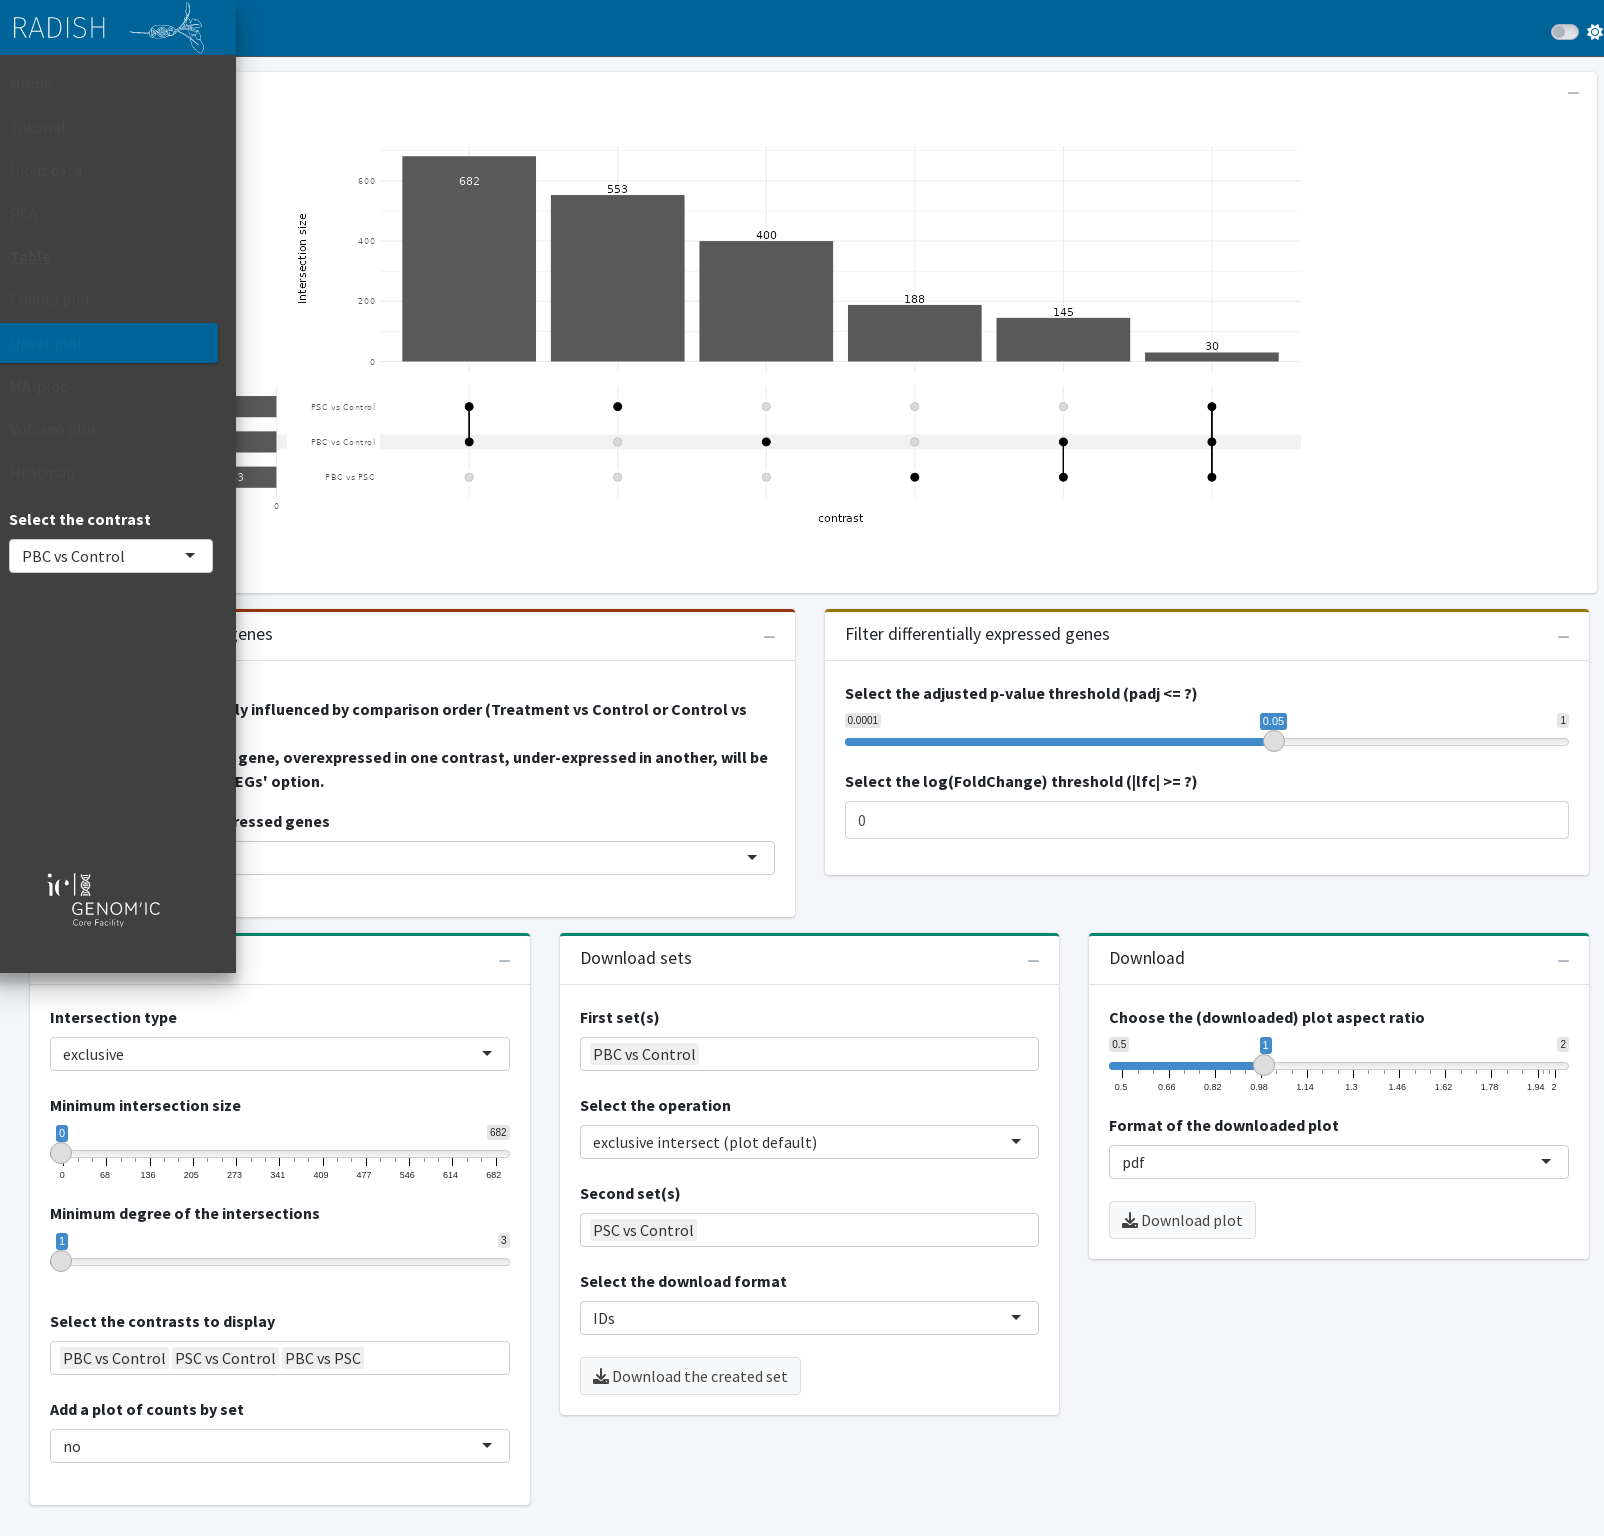 RADISH
Home
Tutorial
Input data
PCA
Table
Counts plot
Upset plot
MA-plot
Volcano plot
Heatmap
Select the contrast
PBC vs Control
GENOM'IC
Core Facility
Intersection size
600
400
200
0
682
553
400
188
145
30
PSC vs Control
PBC vs Control
PBC vs PSC
3
0
contrast
genes
ly influenced by comparison order (Treatment vs Control or Control vs
gene, overexpressed in one contrast, under-expressed in another, will be
EGs' option.
ressed genes
Filter differentially expressed genes
Select the adjusted p-value threshold (padj <= ?)
0.0001 0.05 1
Select the log(FoldChange) threshold (|lfc| >= ?)
0
Intersection type
exclusive
Minimum intersection size
0 682
0 68 136 205 273 341 409 477 546 614 682
Minimum degree of the intersections
1 3
Select the contrasts to display
PBC vs Control PSC vs Control PBC vs PSC
Add a plot of counts by set
no
Download sets
First set(s)
PBC vs Control
Select the operation
exclusive intersect (plot default)
Second set(s)
PSC vs Control
Select the download format
IDs
Download the created set
Download
Choose the (downloaded) plot aspect ratio
0.5 1 2
0.5 0.66 0.82 0.98 1.14 1.3 1.46 1.62 1.78 1.94 2
Format of the downloaded plot
pdf
Download plot